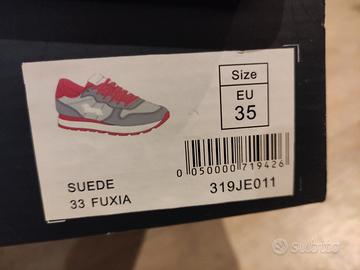 Size
EU
35
0 050000 719426
SUEDE
33 FUXIA
319JE011
subito